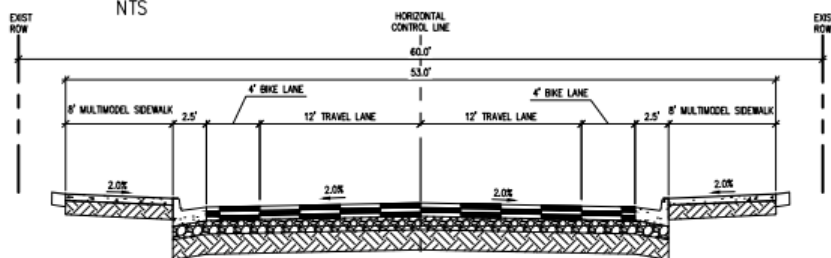 NTS
EXIST
ROW
HORIZONTAL
CONTROL LINE
EXIS
ROW
60.0'
53.0'
4' BIKE LANE
4' BIKE LANE
8' MULTIMODEL SIDEWALK
2.5'
12' TRAVEL LANE
12' TRAVEL LANE
2.5'
8' MULTIMODEL SIDEWALK
2.0%
2.0%
2.0%
2.0%